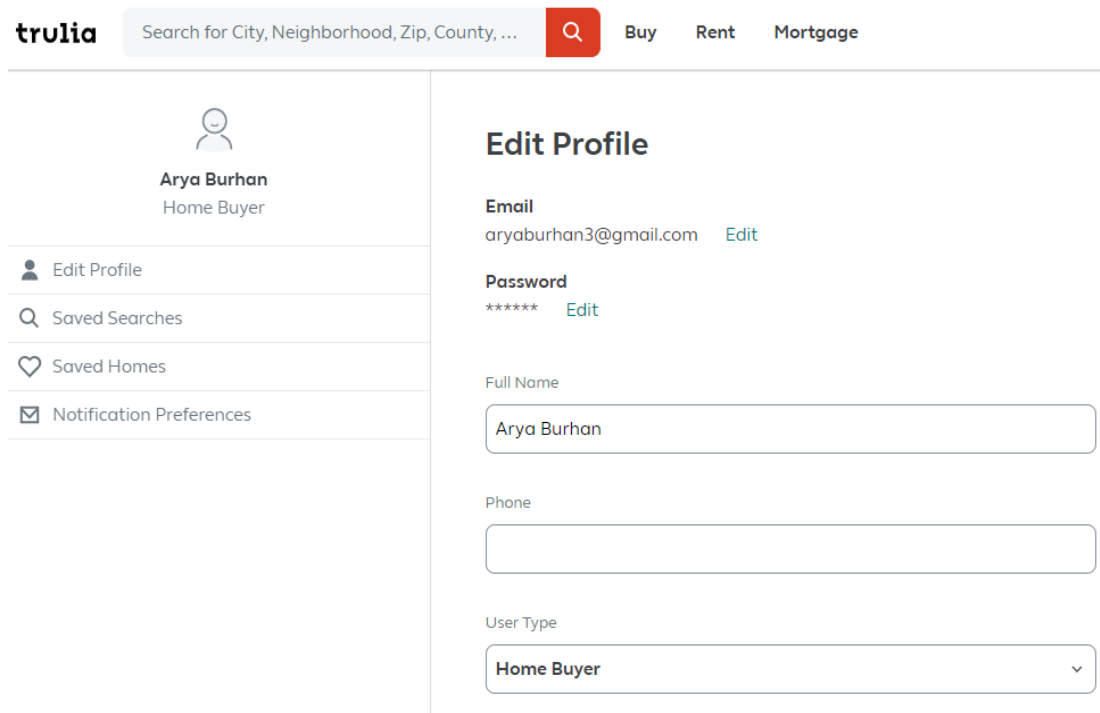 trulia
Search for City, Neighborhood, Zip, County, ...
Buy Rent Mortgage
Arya Burhan
Home Buyer
Edit Profile
Saved Searches
Saved Homes
Notification Preferences
Edit Profile
Email
aryaburhan3@gmail.com Edit
Password
****** Edit
Full Name
Arya Burhan
Phone
User Type
Home Buyer